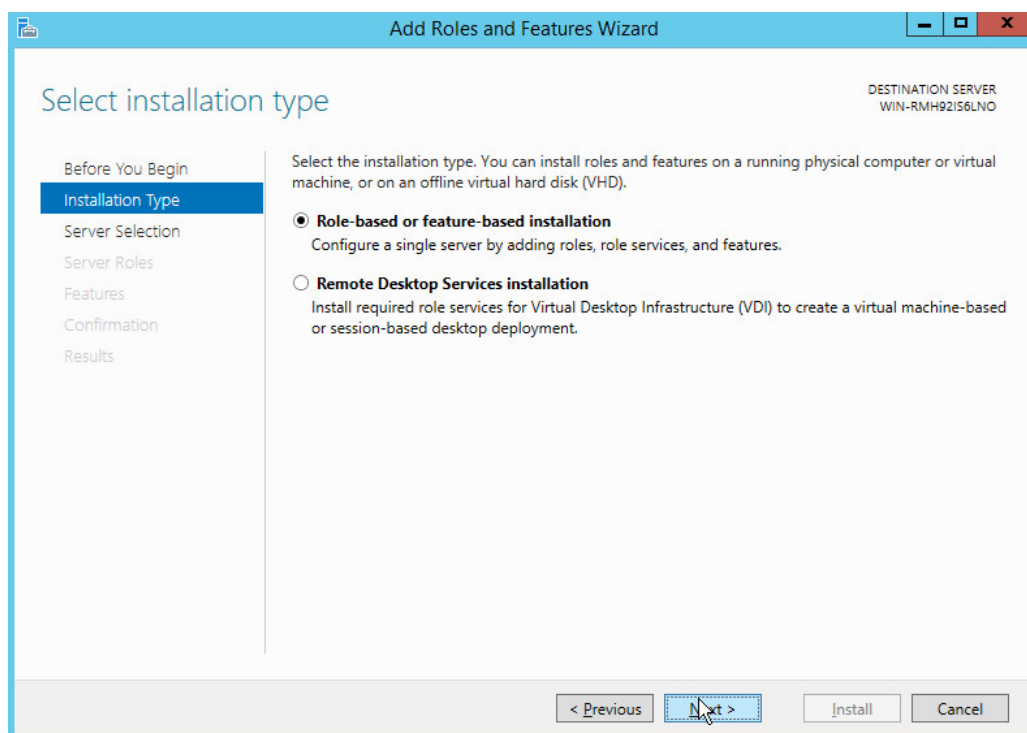 Add Roles and Features Wizard
Select installation type
DESTINATION SERVER
WIN-RMH92IS6LNO
Before You Begin
Installation Type
Server Selection
Server Roles
Features
Confirmation
Results
Select the installation type. You can install roles and features on a running physical computer or virtual
machine, or on an offline virtual hard disk (VHD).
Role-based or feature-based installation
Configure a single server by adding roles, role services, and features.
Remote Desktop Services installation
Install required role services for Virtual Desktop Infrastructure (VDI) to create a virtual machine-based
or session-based desktop deployment.
< Previous
Next >
Install
Cancel